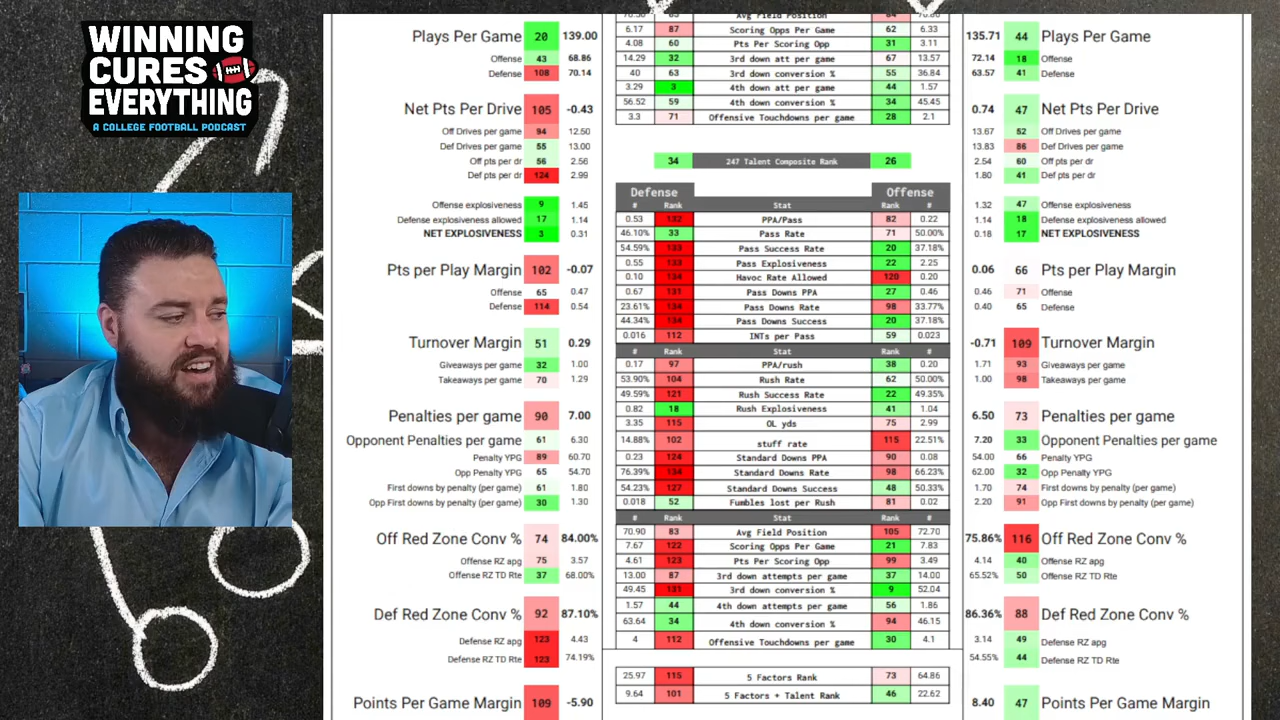 WINNING
CURES
EVERYTHING
A COLLEGE FOOTBALL PODCAST
Plays Per Game 20 139.00
Offense 43 68.86
Defense 108 70.14
Net Pts Per Drive 105 -0.43
Off Drives per game 94 12.50
Def Drives per game 55 13.00
Off pts per dr 56 2.56
Def pts per dr 124 2.99
Offense explosiveness 9 1.45
Defense explosiveness allowed 17 1.14
NET EXPLOSIVENESS 3 0.31
Pts per Play Margin 102 -0.07
Offense 65 0.47
Defense 114 0.54
Turnover Margin 51 0.29
Giveaways per game 32 1.00
Takeaways per game 70 1.29
Penalties per game 90 7.00
Opponent Penalties per game 61 6.30
Penalty YPG 89 60.70
Opp Penalty YPG 65 54.70
First downs by penalty (per game) 61 1.80
Opp First downs by penalty (per game) 30 1.30
Off Red Zone Conv % 74 84.00%
Offense RZ apg 75 3.57
Offense RZ TD Rte 37 68.00%
Def Red Zone Conv % 92 87.10%
Defense RZ apg 123 4.43
Defense RZ TD Rte 123 74.19%
Points Per Game Margin 109 -5.90
Avg Field Position
6.17 87 Scoring Opps Per Game 62 6.33
4.08 60 Pts Per Scoring Opp 31 3.11
14.29 32 3rd down att per game 67 13.57
40 63 3rd down conversion % 55 36.84
3.29 3 4th down att per game 44 1.57
56.52 59 4th down conversion % 34 45.45
3.3 71 Offensive Touchdowns per game 28 2.1
34 247 Talent Composite Rank 26
Defense Offense
# Rank Stat Rank #
0.53 132 PPA/Pass 82 0.22
46.10% 33 Pass Rate 71 50.00%
54.59% 133 Pass Success Rate 20 37.18%
0.55 133 Pass Explosiveness 22 2.25
0.10 134 Havoc Rate Allowed 120 0.20
0.67 131 Pass Downs PPA 27 0.46
23.61% 134 Pass Downs Rate 98 33.77%
44.34% 134 Pass Downs Success 20 37.18%
0.016 112 INTs per Pass 59 0.023
# Rank Stat Rank #
0.17 97 PPA/rush 38 0.20
53.90% 104 Rush Rate 62 50.00%
49.59% 121 Rush Success Rate 22 49.35%
0.82 18 Rush Explosiveness 41 1.04
3.35 115 OL yds 75 2.99
14.88% 102 stuff rate 115 22.51%
0.23 124 Standard Downs PPA 90 0.08
76.39% 134 Standard Downs Rate 98 66.23%
54.23% 127 Standard Downs Success 48 50.33%
0.018 52 Fumbles lost per Rush 81 0.02
# Rank Stat Rank #
70.90 83 Avg Field Position 105 72.70
7.67 122 Scoring Opps Per Game 21 7.83
4.61 123 Pts Per Scoring Opp 99 3.49
13.00 87 3rd down attempts per game 37 14.00
49.45 131 3rd down conversion % 9 52.04
1.57 44 4th down attempts per game 56 1.86
63.64 34 4th down conversion % 94 46.15
4 112 Offensive Touchdowns per game 30 4.1
25.97 115 5 Factors Rank 73 64.86
9.64 101 5 Factors + Talent Rank 46 22.62
135.71 44 Plays Per Game
72.14 18 Offense
63.57 41 Defense
0.74 47 Net Pts Per Drive
13.67 52 Off Drives per game
13.83 86 Def Drives per game
2.54 60 Off pts per dr
1.80 41 Def pts per dr
1.32 47 Offense explosiveness
1.14 18 Defense explosiveness allowed
0.18 17 NET EXPLOSIVENESS
0.06 66 Pts per Play Margin
0.46 71 Offense
0.40 65 Defense
-0.71 109 Turnover Margin
1.71 93 Giveaways per game
1.00 98 Takeaways per game
6.50 73 Penalties per game
7.20 33 Opponent Penalties per game
54.00 66 Penalty YPG
62.00 32 Opp Penalty YPG
1.70 74 First downs by penalty (per game)
2.20 91 Opp First downs by penalty (per game)
75.86% 116 Off Red Zone Conv %
4.14 40 Offense RZ apg
65.52% 50 Offense RZ TD Rte
86.36% 88 Def Red Zone Conv %
3.14 49 Defense RZ apg
54.55% 44 Defense RZ TD Rte
8.40 47 Points Per Game Margin